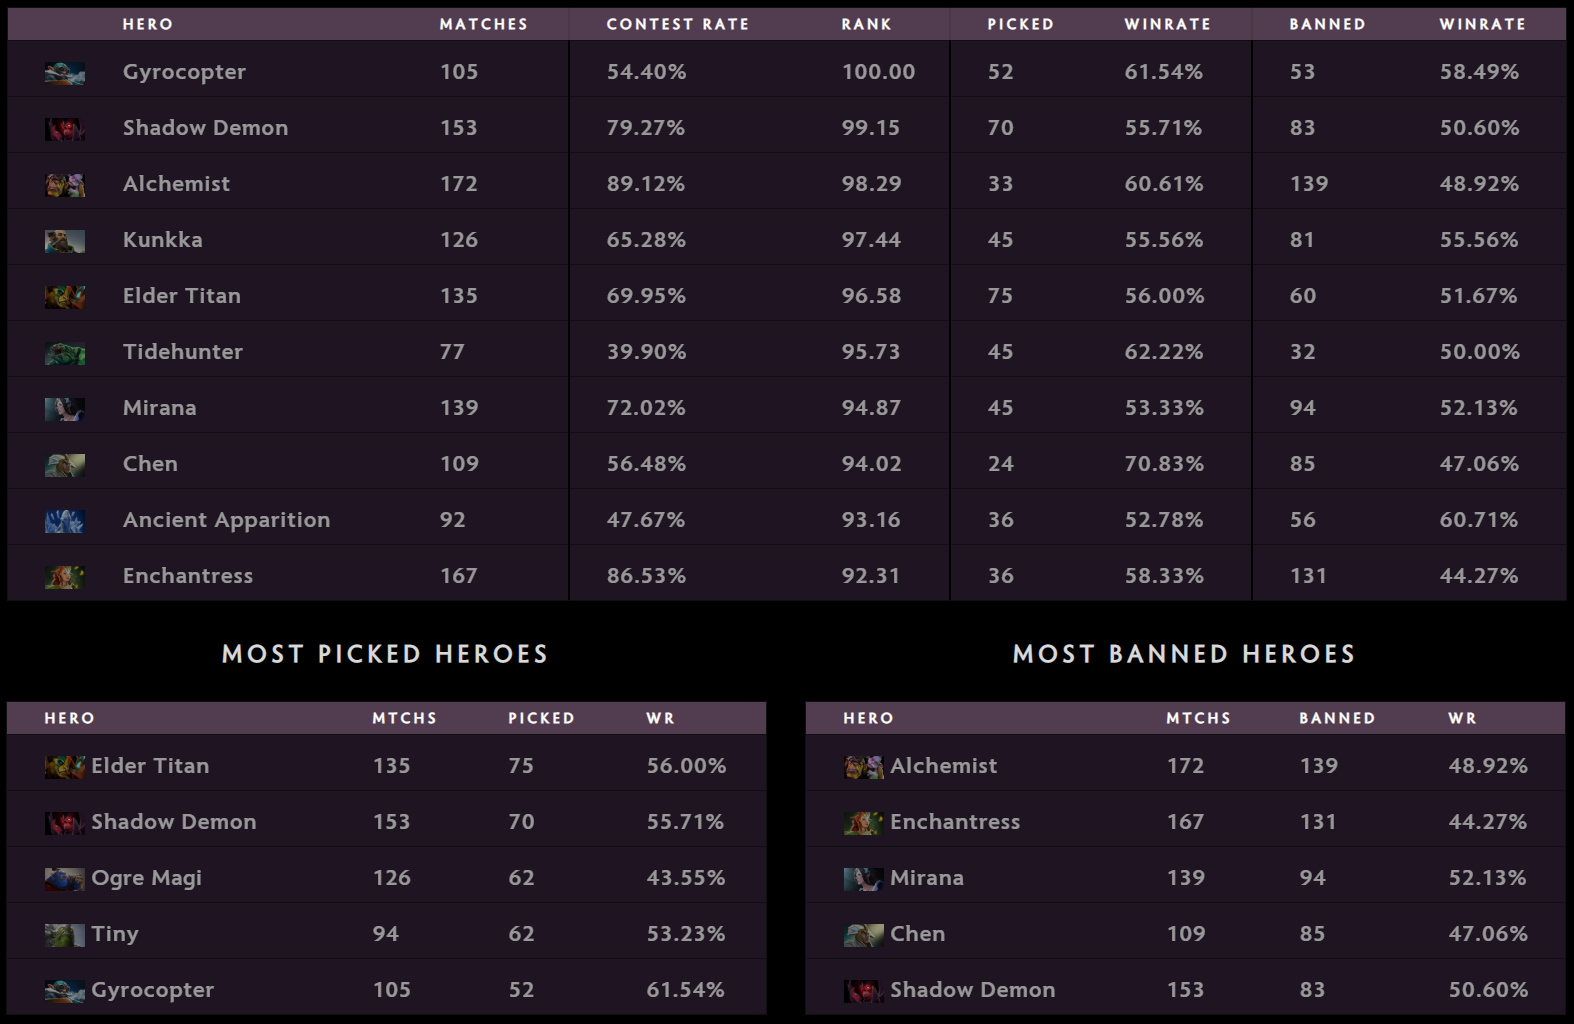 HERO MATCHES CONTEST RATE RANK PICKED WINRATE BANNED WINRATE
Gyrocopter 105 54.40% 100.00 52 61.54% 53 58.49%
Shadow Demon 153 79.27% 99.15 70 55.71% 83 50.60%
Alchemist 172 89.12% 98.29 33 60.61% 139 48.92%
Kunkka 126 65.28% 97.44 45 55.56% 81 55.56%
Elder Titan 135 69.95% 96.58 75 56.00% 60 51.67%
Tidehunter 77 39.90% 95.73 45 62.22% 32 50.00%
Mirana 139 72.02% 94.87 45 53.33% 94 52.13%
Chen 109 56.48% 94.02 24 70.83% 85 47.06%
Ancient Apparition 92 47.67% 93.16 36 52.78% 56 60.71%
Enchantress 167 86.53% 92.31 36 58.33% 131 44.27%
MOST PICKED HEROES
HERO MTCHS PICKED WR
Elder Titan 135 75 56.00%
Shadow Demon 153 70 55.71%
Ogre Magi 126 62 43.55%
Tiny 94 62 53.23%
Gyrocopter 105 52 61.54%
MOST BANNED HEROES
HERO MTCHS BANNED WR
Alchemist 172 139 48.92%
Enchantress 167 131 44.27%
Mirana 139 94 52.13%
Chen 109 85 47.06%
Shadow Demon 153 83 50.60%